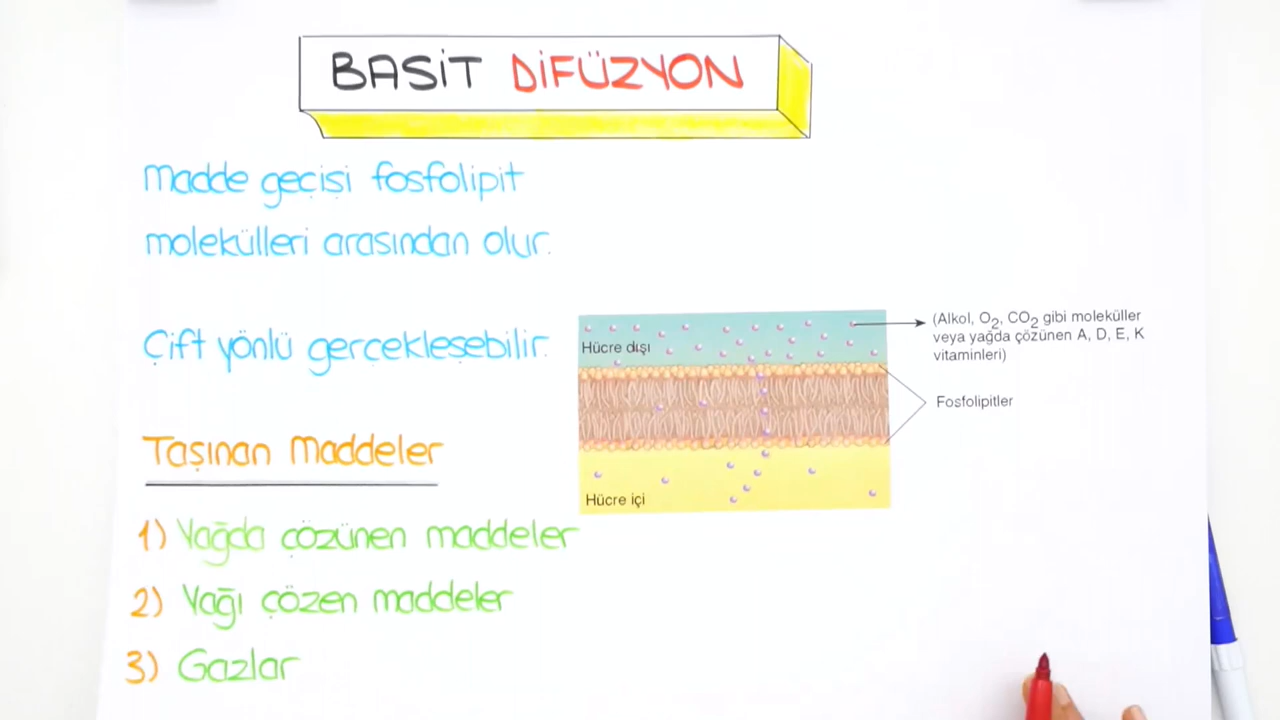 BASİT DİFÜZYON
Madde geçişi fosfolipit
molekülleri arasından olur.
Çift yönlü gerçekleşebilir.
Taşınan Maddeler
1) Yağda çözünen maddeler
2) Yağı çözen maddeler
3) Gazlar
Hücre dışı
Hücre içi
(Alkol, O2, CO2 gibi moleküller
veya yağda çözünen A, D, E, K
vitaminleri)
Fosfolipitler